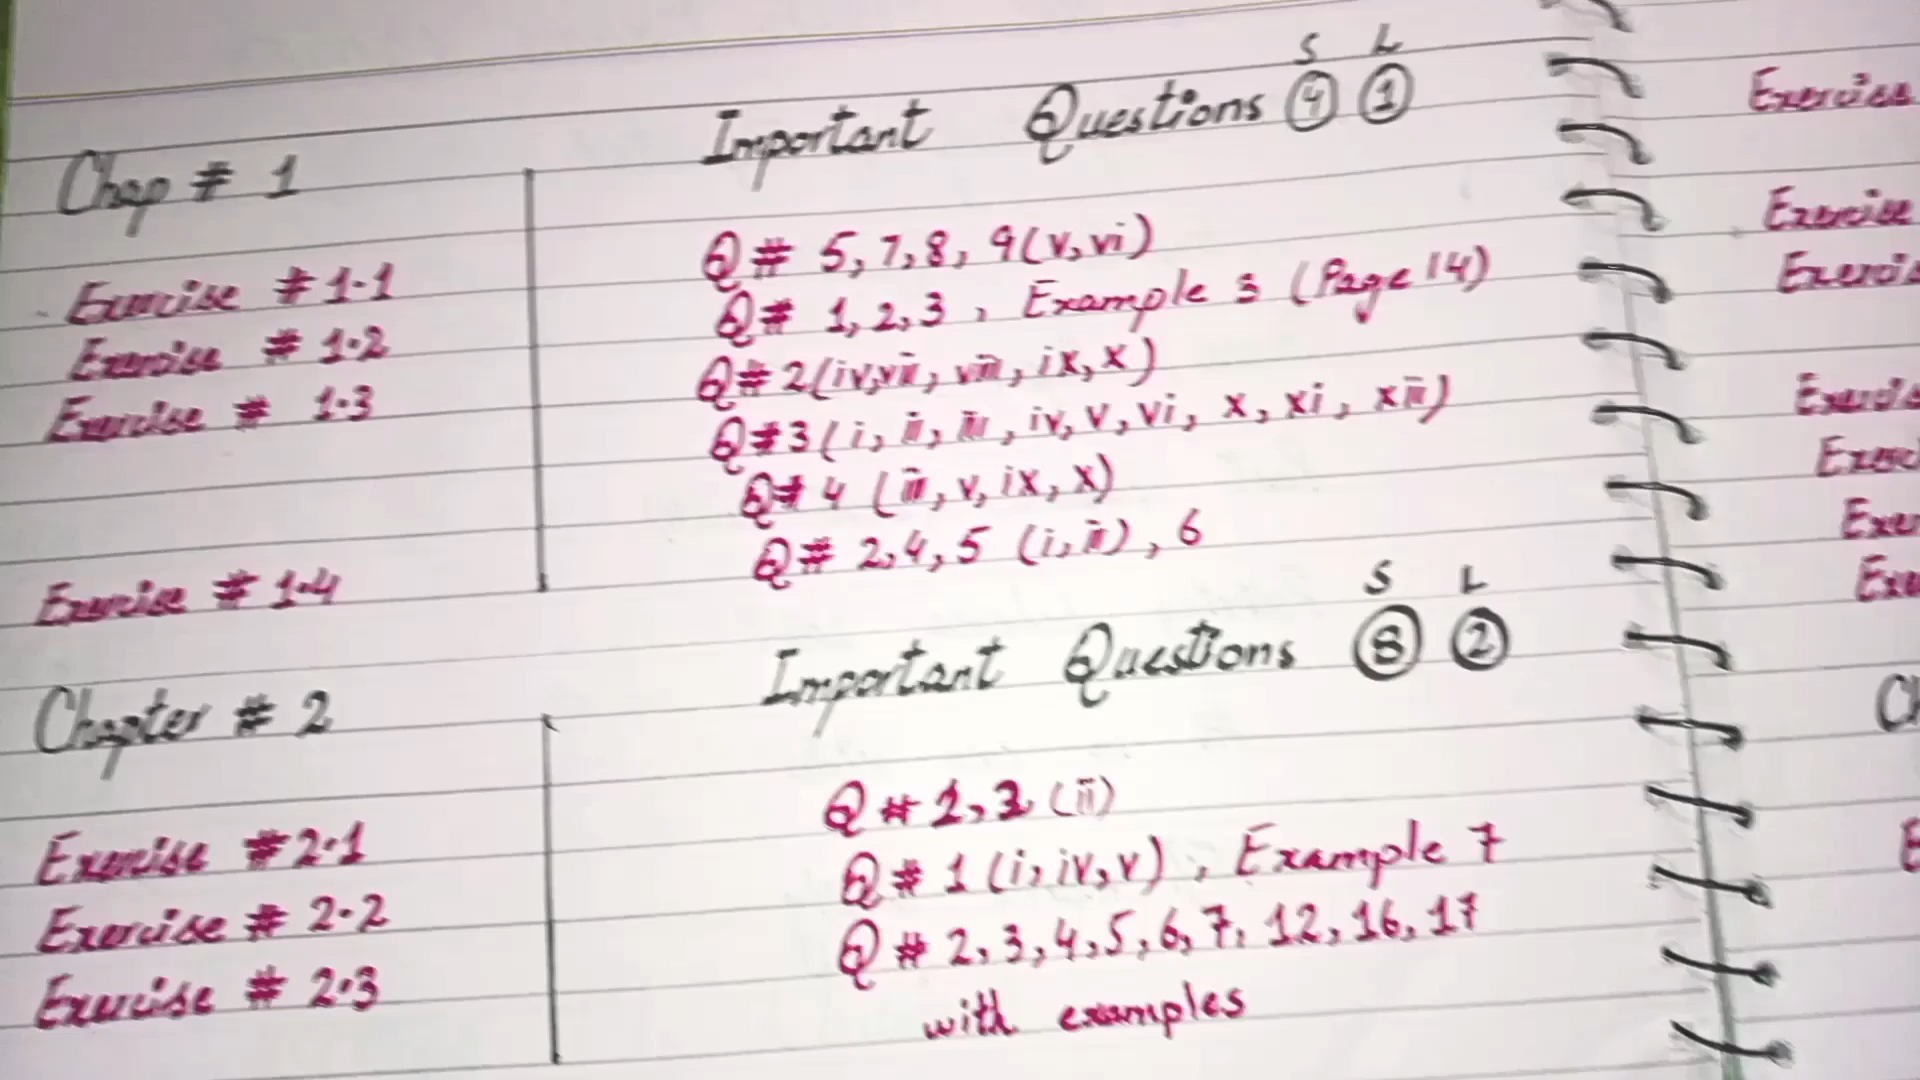 S L
Important Questions 4 1
Chap # 1
Exercise # 1.1
Q# 5, 7, 8, 9(v, vi)
Exercise # 1.2
Q# 1, 2, 3, Example 3 (Page 14)
Exercise # 1.3
Q#2(iv, vii, viii, ix, x)
Q#3(i, ii, iii, iv, v, vi, x, xi, xii)
Q#4 (iii, v, ix, x)
Exercise # 1.4
Q# 2, 4, 5 (i, ii), 6
S L
Important Questions 8 2
Chapter # 2
Exercise # 2.1
Q # 1, 2 (ii)
Exercise # 2.2
Q # 1 (i, iv, v), Example 7
Exercise # 2.3
Q # 2, 3, 4, 5, 6, 7, 12, 16, 17
with examples
Exercise
Exercise